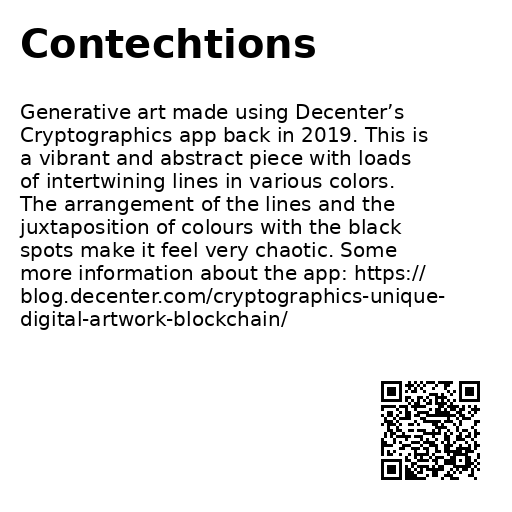 Contechtions
Generative art made using Decenter’s
Cryptographics app back in 2019. This is
a vibrant and abstract piece with loads
of intertwining lines in various colors.
The arrangement of the lines and the
juxtaposition of colours with the black
spots make it feel very chaotic. Some
more information about the app: https://
blog.decenter.com/cryptographics-unique-
digital-artwork-blockchain/